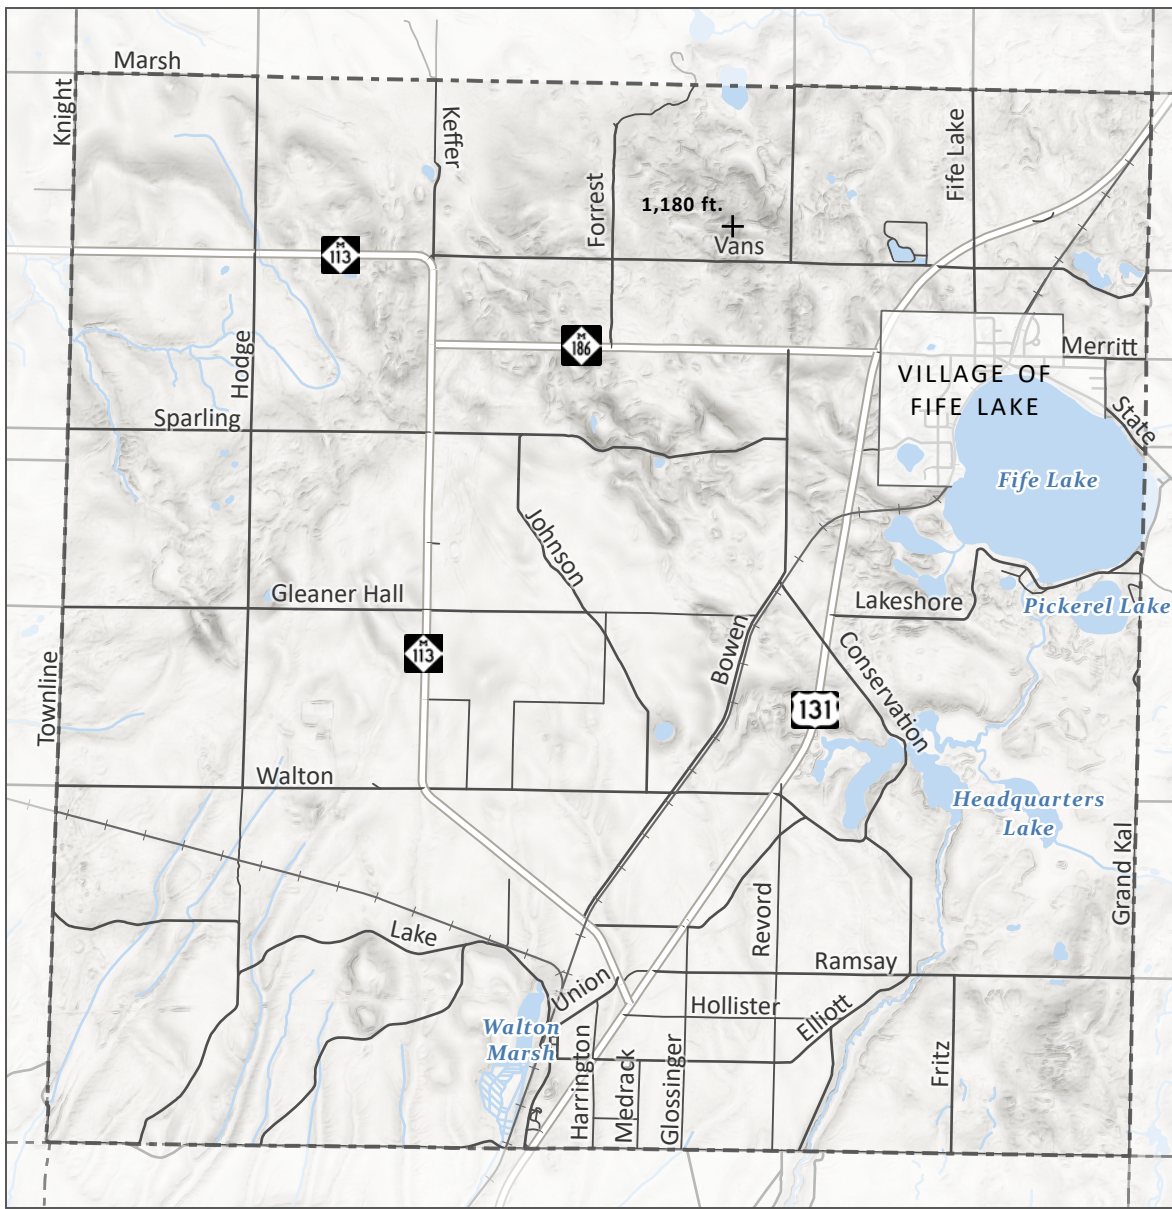 Marsh
Knight
Keffer
Fife Lake
Forrest
1,180 ft.
Vans
M
113
M
186
Hodge
Merritt
VILLAGE OF
FIFE LAKE
State
Sparling
Fife Lake
Johnson
Gleaner Hall
Lakeshore
Pickerel Lake
M
113
Bowen
Conservation
Townline
131
Walton
Headquarters
Lake
Grand Kal
Revord
Lake
Ramsay
Union
Hollister
Elliott
Walton
Marsh
Harrington
Medrack
Glossinger
Fritz